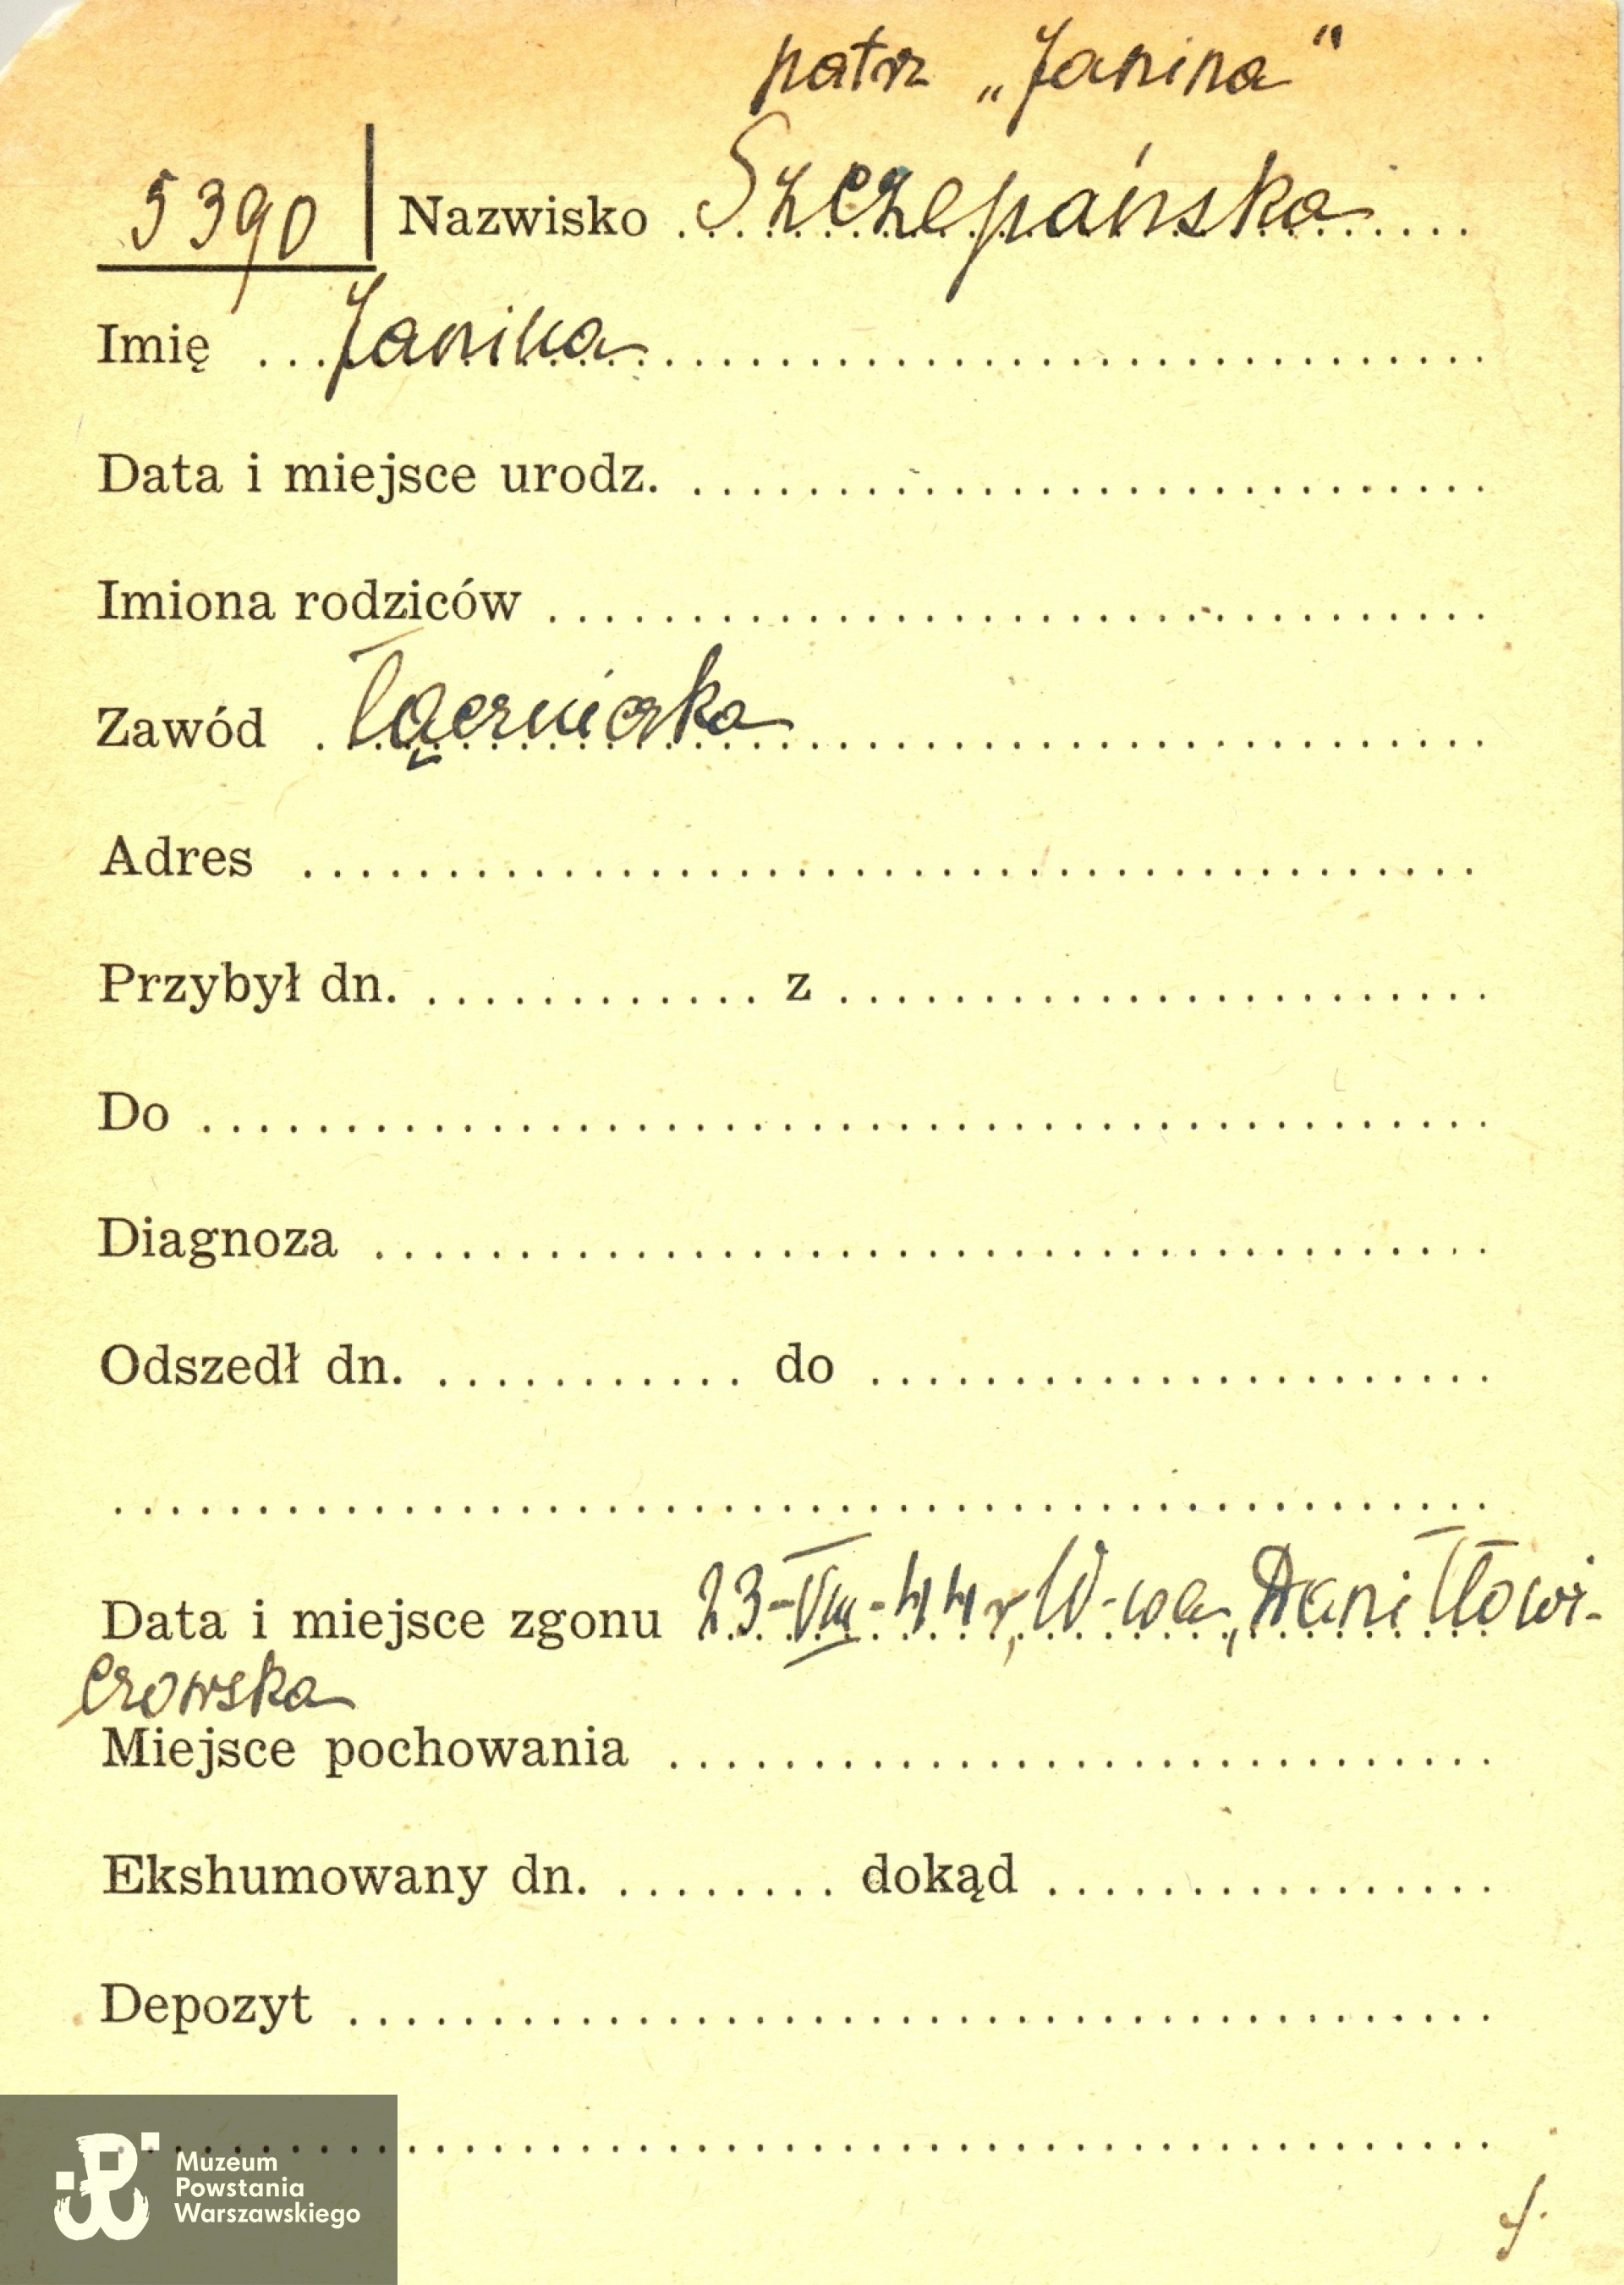 patrz „Janina"
5390 Nazwisko Szczepańska
Imię Janina
Data i miejsce urodz.
Imiona rodziców
Zawód łączniczka
Adres
Przybył dn. z
Do
Diagnoza
Odszedł dn. do
Data i miejsce zgonu 23-VIII-44 r, W-wa, Daniłłowi-
czowska
Miejsce pochowania
Ekshumowany dn. dokąd
Depozyt
Muzeum
Powstania
Warszawskiego